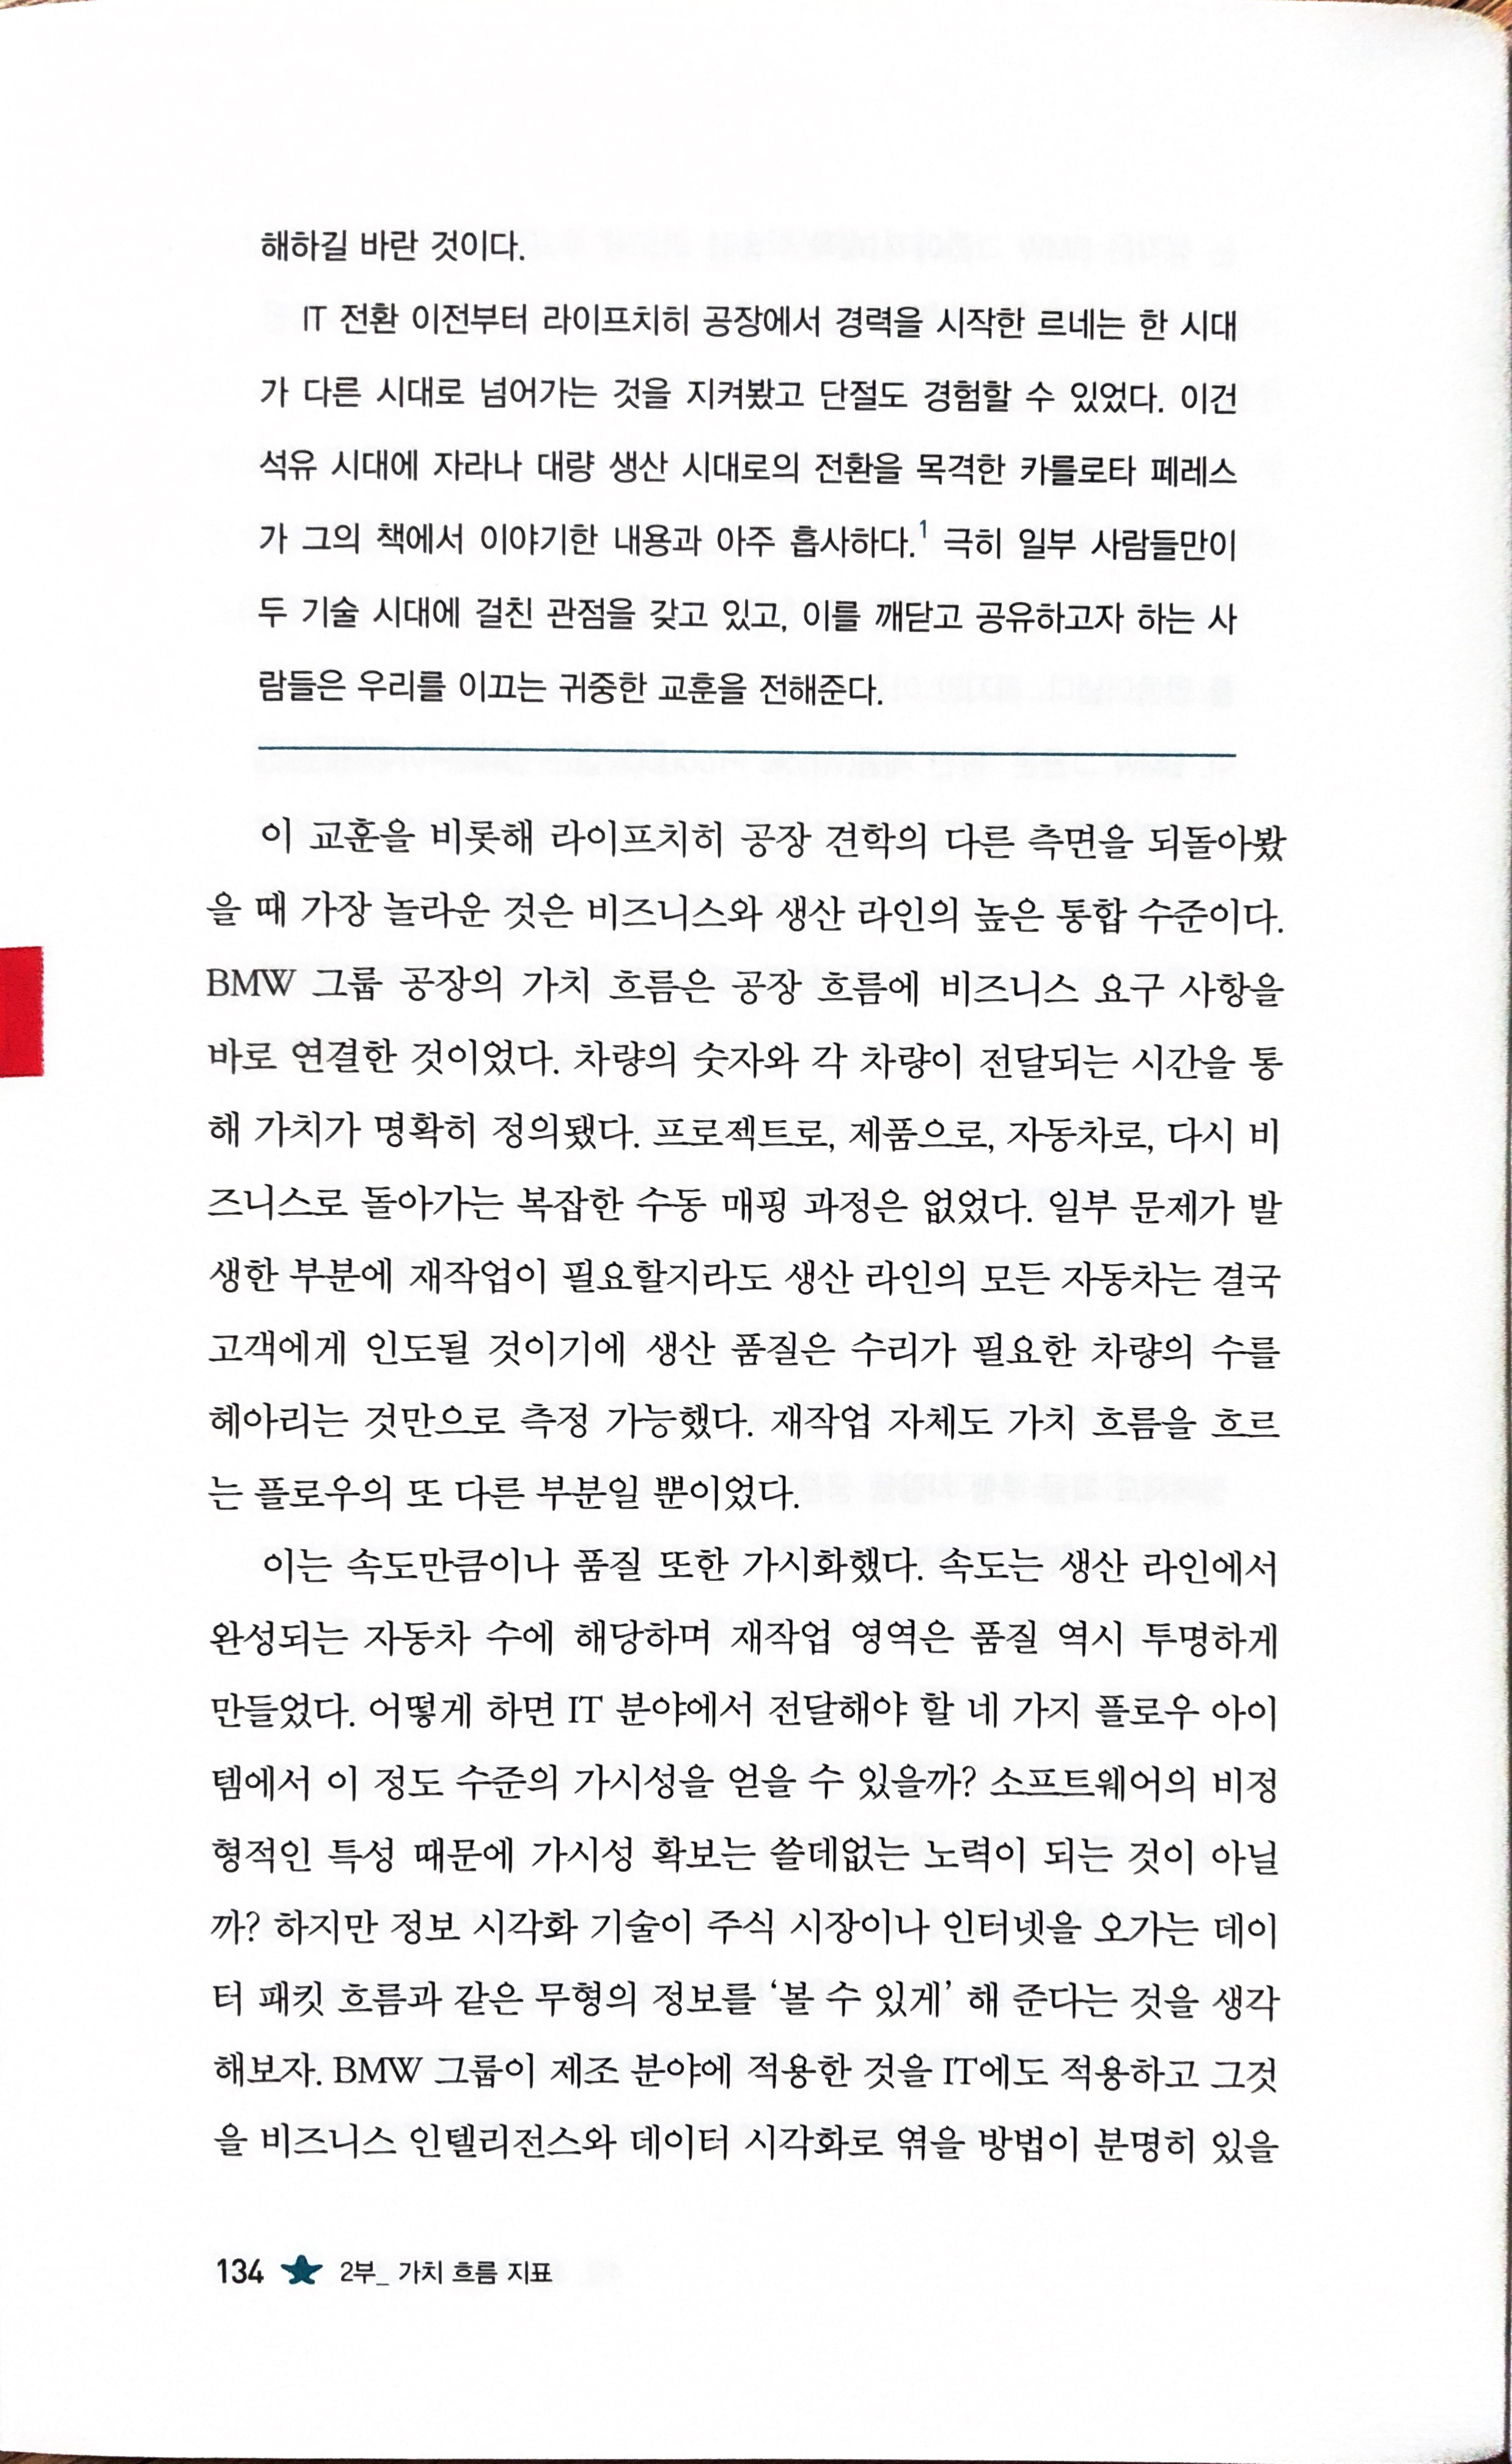 해하길 바란 것이다.
IT 전환 이전부터 라이프치히 공장에서 경력을 시작한 르네는 한 시대
가 다른 시대로 넘어가는 것을 지켜봤고 단절도 경험할 수 있었다. 이건
석유 시대에 자라나 대량 생산 시대로의 전환을 목격한 카를로타 페레스
가 그의 책에서 이야기한 내용과 아주 흡사하다.1 극히 일부 사람들만이
두 기술 시대에 걸친 관점을 갖고 있고, 이를 깨닫고 공유하고자 하는 사
람들은 우리를 이끄는 귀중한 교훈을 전해준다.
이 교훈을 비롯해 라이프치히 공장 견학의 다른 측면을 되돌아봤
을 때 가장 놀라운 것은 비즈니스와 생산 라인의 높은 통합 수준이다.
BMW 그룹 공장의 가치 흐름은 공장 흐름에 비즈니스 요구 사항을
바로 연결한 것이었다. 차량의 숫자와 각 차량이 전달되는 시간을 통
해 가치가 명확히 정의됐다. 프로젝트로, 제품으로, 자동차로, 다시 비
즈니스로 돌아가는 복잡한 수동 매핑 과정은 없었다. 일부 문제가 발
생한 부분에 재작업이 필요할지라도 생산 라인의 모든 자동차는 결국
고객에게 인도될 것이기에 생산 품질은 수리가 필요한 차량의 수를
헤아리는 것만으로 측정 가능했다. 재작업 자체도 가치 흐름을 흐르
는 플로우의 또 다른 부분일 뿐이었다.
이는 속도만큼이나 품질 또한 가시화했다. 속도는 생산 라인에서
완성되는 자동차 수에 해당하며 재작업 영역은 품질 역시 투명하게
만들었다. 어떻게 하면 IT 분야에서 전달해야 할 네 가지 플로우 아이
템에서 이 정도 수준의 가시성을 얻을 수 있을까? 소프트웨어의 비정
형적인 특성 때문에 가시성 확보는 쓸데없는 노력이 되는 것이 아닐
까? 하지만 정보 시각화 기술이 주식 시장이나 인터넷을 오가는 데이
터 패킷 흐름과 같은 무형의 정보를 ‘볼 수 있게’ 해 준다는 것을 생각
해보자. BMW 그룹이 제조 분야에 적용한 것을 IT에도 적용하고 그것
을 비즈니스 인텔리전스와 데이터 시각화로 엮을 방법이 분명히 있을
134 ★ 2부_ 가치 흐름 지표